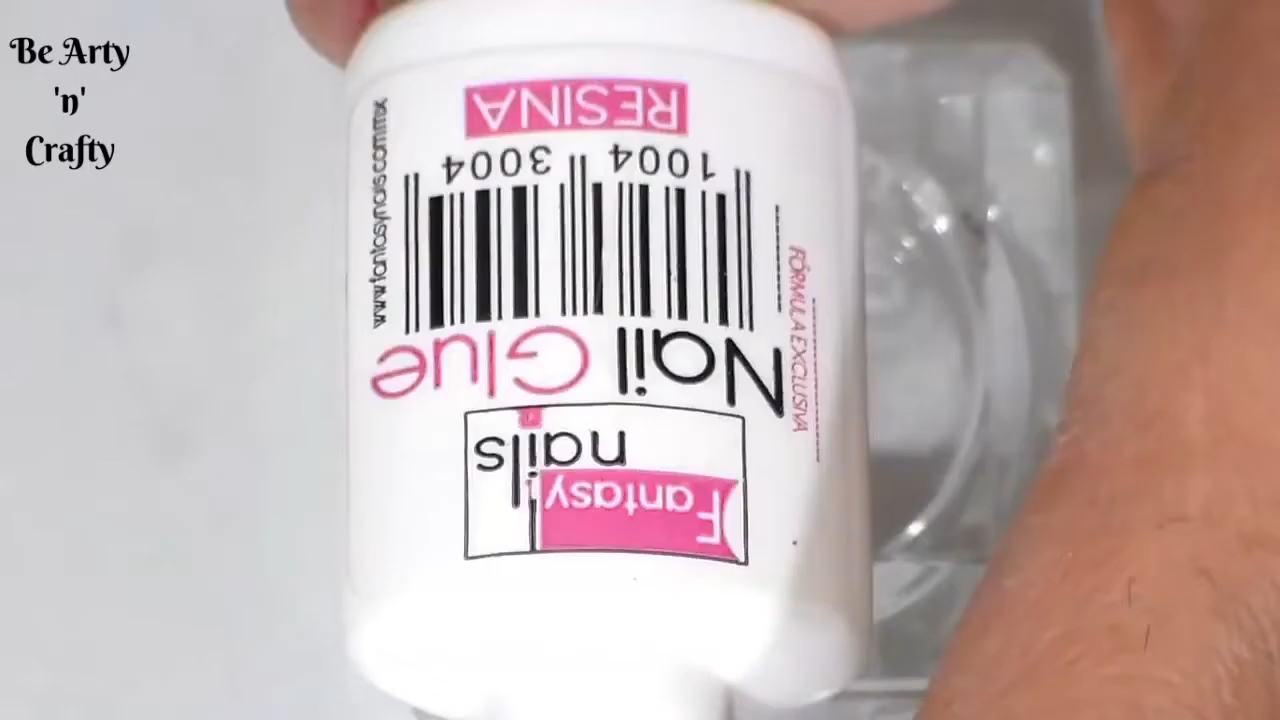 Be Arty
'n'
Crafty
Fantasy
nails
Nail Glue
1004 3004
RESINA
www.fantasynails.com.mx
FÓRMULA EXCLUSIVA